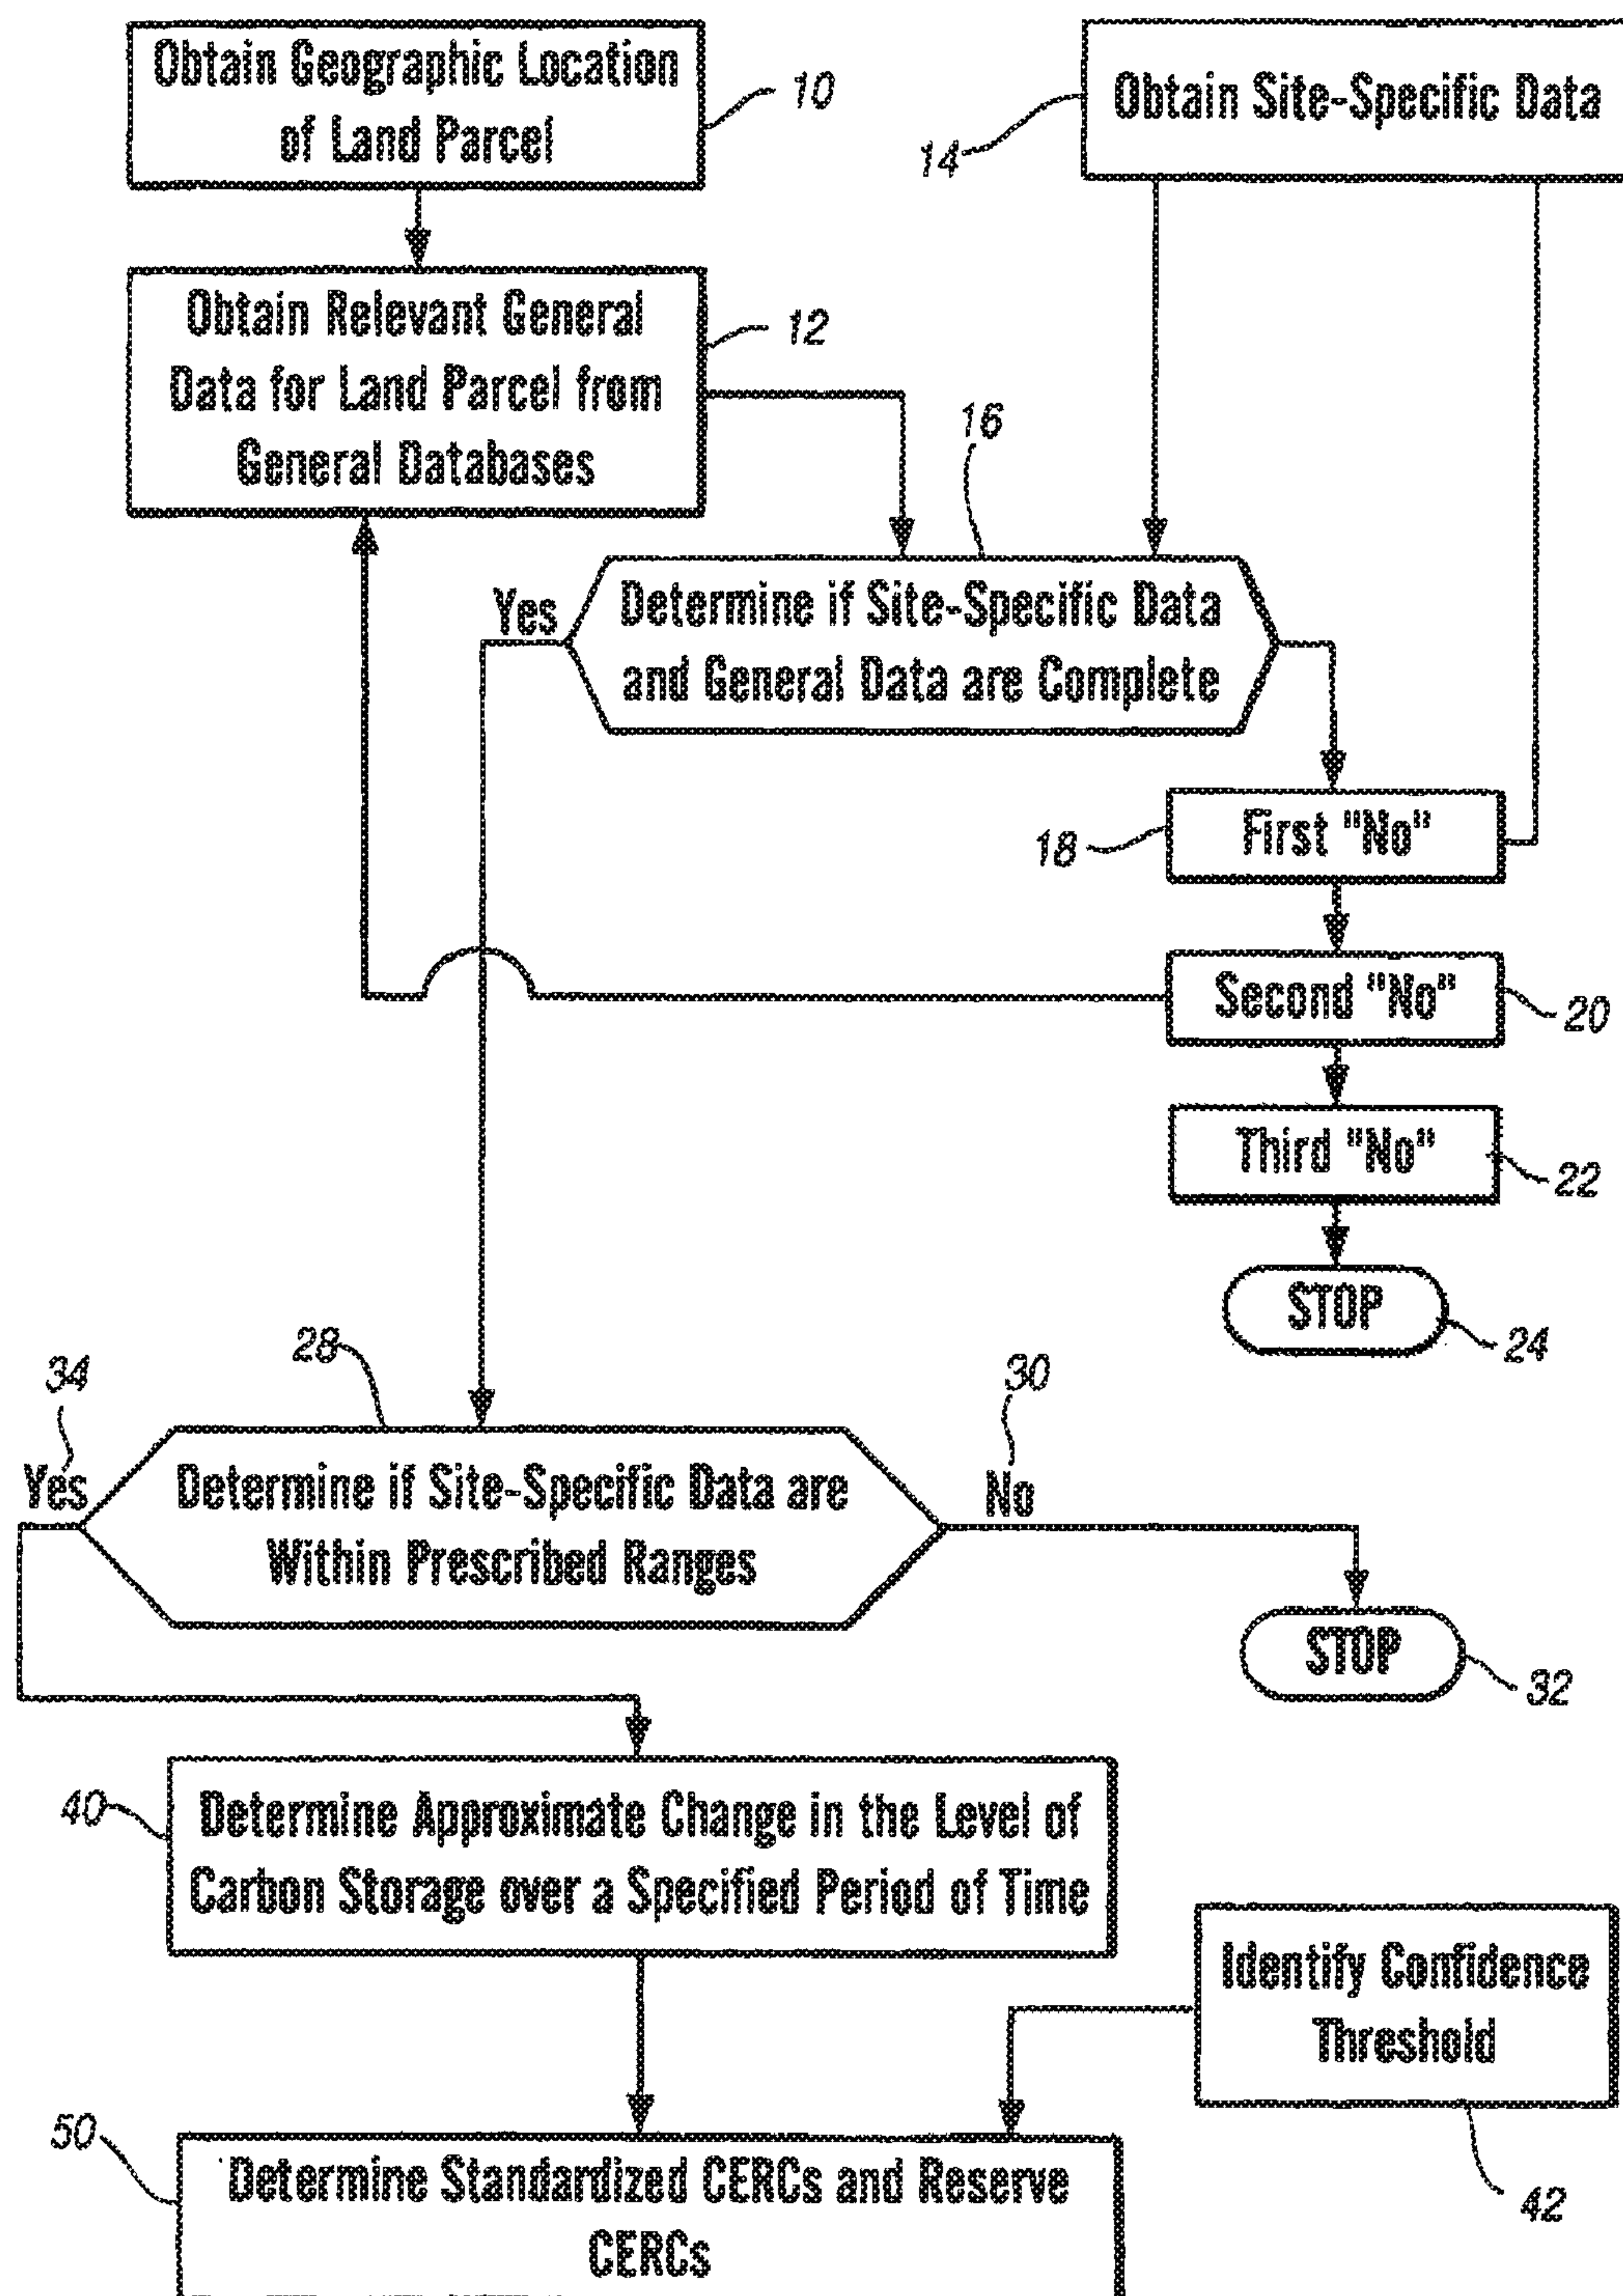 Obtain Geographic Location
of Land Parcel
10
Obtain Site-Specific Data
14
Obtain Relevant General
Data for Land Parcel from
General Databases
12
16
Yes
Determine if Site-Specific Data
and General Data are Complete
First "No"
18
Second "No"
20
Third "No"
22
STOP
24
28
34
Yes
Determine if Site-Specific Data are
Within Prescribed Ranges
30
No
STOP
32
40
Determine Approximate Change in the Level of
Carbon Storage over a Specified Period of Time
Identify Confidence
Threshold
42
50
Determine Standardized CERCs and Reserve
CERCs